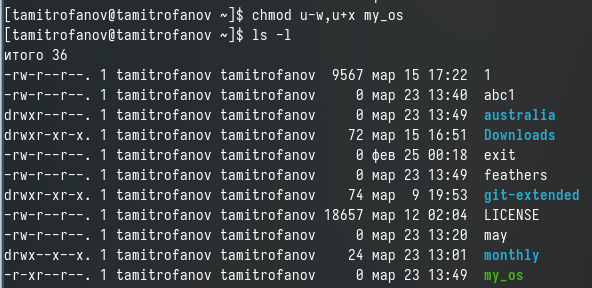 [tamitrofanov@tamitrofanov ~]$ chmod u-w,u+x my_os
[tamitrofanov@tamitrofanov ~]$ ls -l
итого 36
-rw-r--r--. 1 tamitrofanov tamitrofanov  9567 мар 15 17:22  1
-rw-r--r--. 1 tamitrofanov tamitrofanov     0 мар 23 13:40  abc1
drwxr--r--. 1 tamitrofanov tamitrofanov     0 мар 23 13:49  australia
drwxr-xr-x. 1 tamitrofanov tamitrofanov    72 мар 15 16:51  Downloads
-rw-r--r--. 1 tamitrofanov tamitrofanov     0 фев 25 00:18  exit
-rw-rw-r--. 1 tamitrofanov tamitrofanov     0 мар 23 13:49  feathers
drwxr-xr-x. 1 tamitrofanov tamitrofanov    74 мар  9 19:53  git-extended
-rw-r--r--. 1 tamitrofanov tamitrofanov 18657 мар 12 02:04  LICENSE
-rw-r--r--. 1 tamitrofanov tamitrofanov     0 мар 23 13:20  may
drwx--x--x. 1 tamitrofanov tamitrofanov    24 мар 23 13:01  monthly
-r-xr--r--. 1 tamitrofanov tamitrofanov     0 мар 23 13:49  my_os